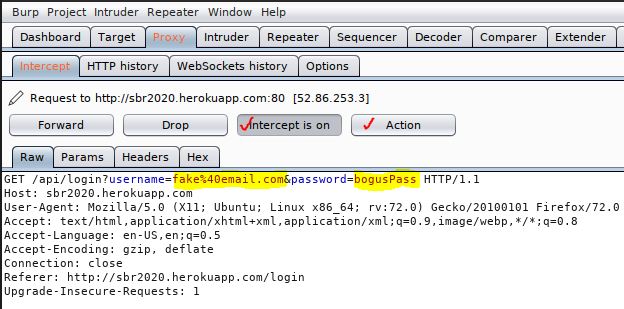 Burp Project Intruder Repeater Window Help
Dashboard Target Proxy Intruder Repeater Sequencer Decoder Comparer Extender
Intercept HTTP history WebSockets history Options
Request to http://sbr2020.herokuapp.com:80 [52.86.253.3]
Forward Drop Intercept is on Action
Raw Params Headers Hex
GET /api/login?username=fake%40email.com&password=bogusPass HTTP/1.1
Host: sbr2020.herokuapp.com
User-Agent: Mozilla/5.0 (X11; Ubuntu; Linux x86_64; rv:72.0) Gecko/20100101 Firefox/72.0
Accept: text/html,application/xhtml+xml,application/xml;q=0.9,image/webp,*/*;q=0.8
Accept-Language: en-US,en;q=0.5
Accept-Encoding: gzip, deflate
Connection: close
Referer: http://sbr2020.herokuapp.com/login
Upgrade-Insecure-Requests: 1